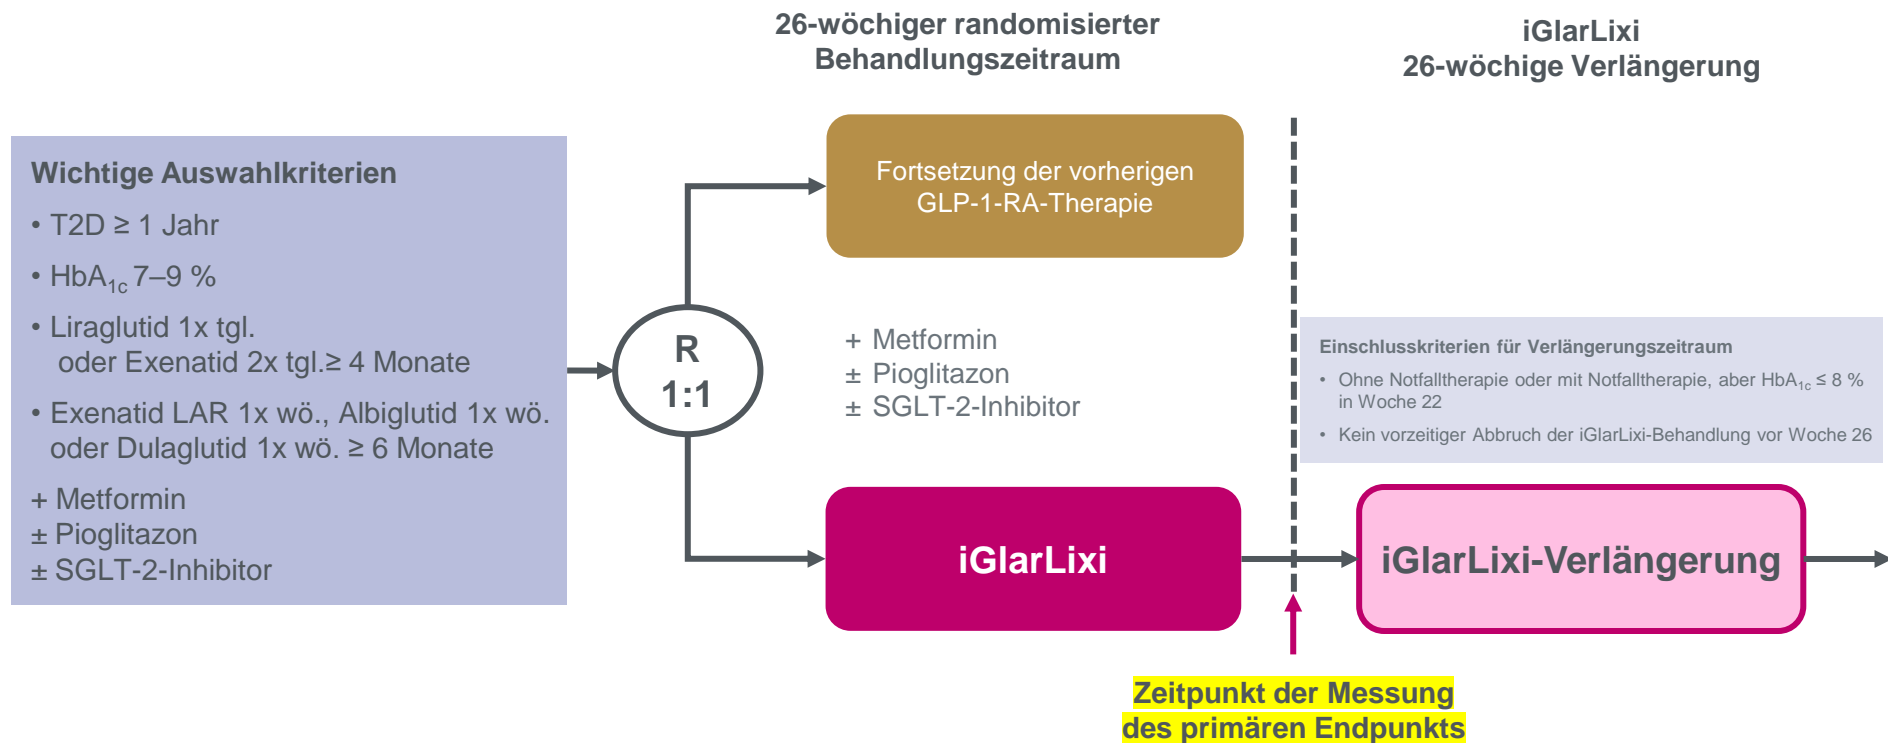 26-wöchiger randomisierter
Behandlungszeitraum
iGlarLixi
26-wöchige Verlängerung
Wichtige Auswahlkriterien
• T2D ≥ 1 Jahr
• HbA1c 7–9 %
• Liraglutid 1x tgl.
oder Exenatid 2x tgl.≥ 4 Monate
• Exenatid LAR 1x wö., Albiglutid 1x wö.
oder Dulaglutid 1x wö. ≥ 6 Monate
+ Metformin
± Pioglitazon
± SGLT-2-Inhibitor
R
1:1
Fortsetzung der vorherigen
GLP-1-RA-Therapie
+ Metformin
± Pioglitazon
± SGLT-2-Inhibitor
iGlarLixi
Einschlusskriterien für Verlängerungszeitraum
• Ohne Notfalltherapie oder mit Notfalltherapie, aber HbA1c ≤ 8 %
in Woche 22
• Kein vorzeitiger Abbruch der iGlarLixi-Behandlung vor Woche 26
iGlarLixi-Verlängerung
Zeitpunkt der Messung
des primären Endpunkts